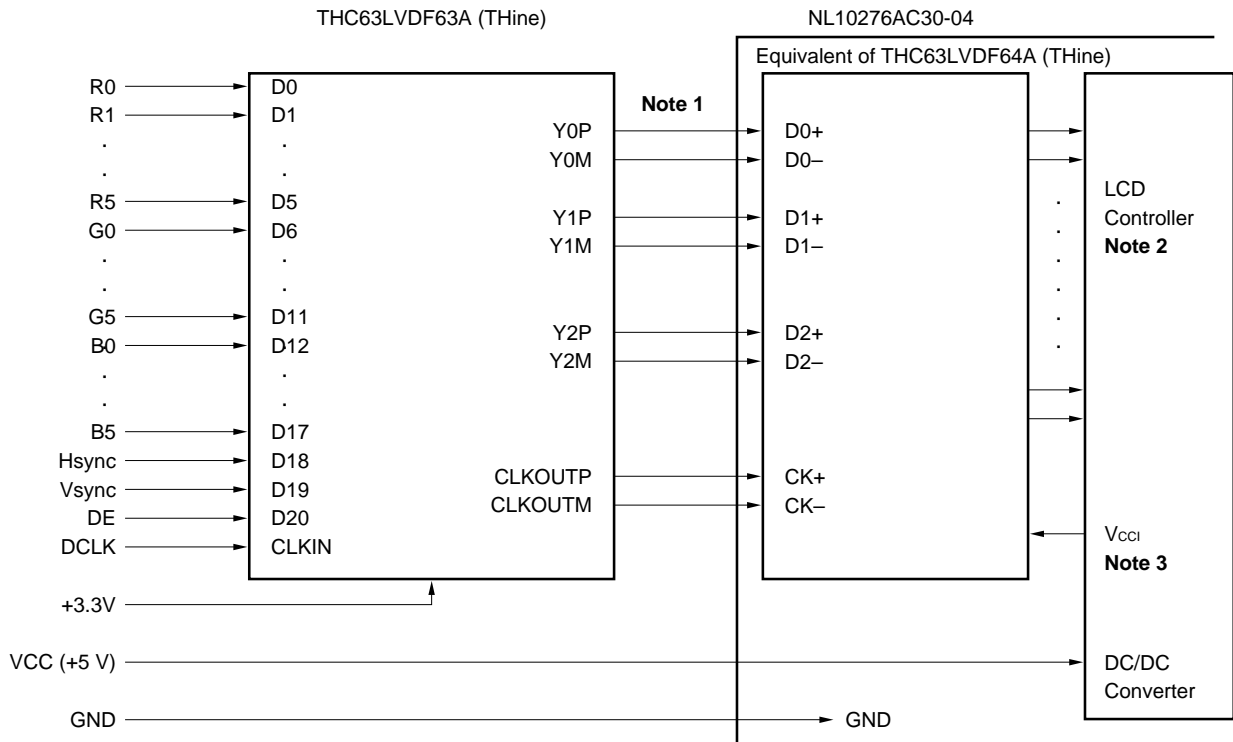 THC63LVDF63A (THine)
NL10276AC30-04
Equivalent of THC63LVDF64A (THine)
R0 D0
R1 D1
. .
. .
R5 D5
G0 D6
. .
. .
G5 D11
B0 D12
. .
. .
B5 D17
Hsync D18
Vsync D19
DE D20
DCLK CLKIN
+3.3V
VCC (+5 V)
GND
Y0P
Y0M
Y1P
Y1M
Y2P
Y2M
CLKOUTP
CLKOUTM
Note 1
D0+
D0–
D1+
D1–
D2+
D2–
CK+
CK–
GND
.
.
.
.
.
.
LCD
Controller
Note 2
VCCI
Note 3
DC/DC
Converter